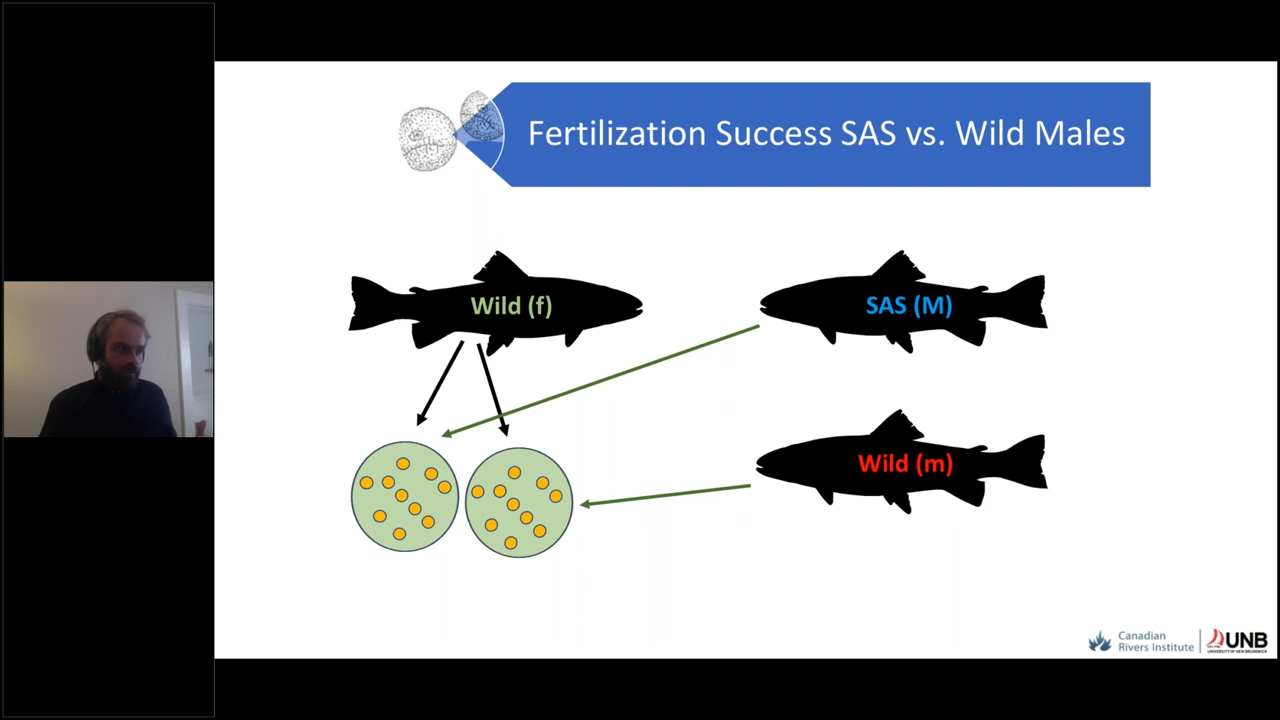 Fertilization Success SAS vs. Wild Males
Wild (f)
SAS (M)
Wild (m)
Canadian
Rivers Institute
UNB
UNIVERSITY OF NEW BRUNSWICK